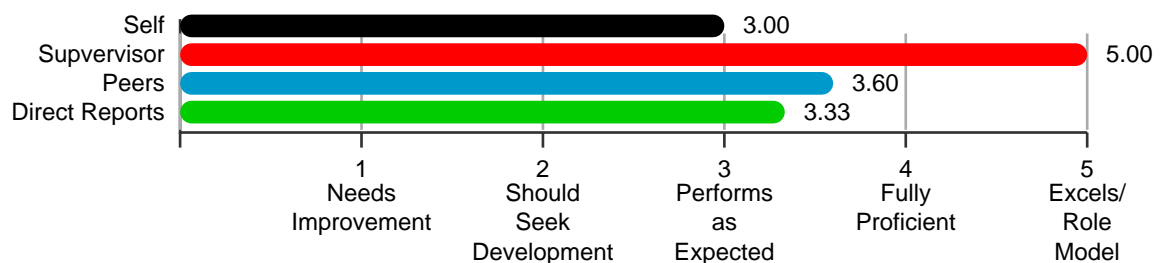 Self 3.00
Supvervisor 5.00
Peers 3.60
Direct Reports 3.33
1 2 3 4 5
Needs Should Performs Fully Excels/
Improvement Seek as Proficient Role
Development Expected Model